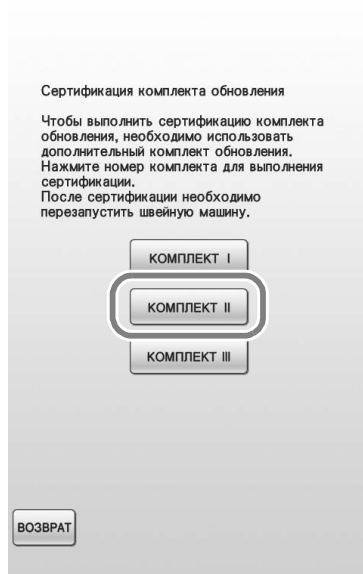 Сертификация комплекта обновления
Чтобы выполнить сертификацию комплекта
обновления, необходимо использовать
дополнительный комплект обновления.
Нажмите номер комплекта для выполнения
сертификации.
После сертификации необходимо
перезапустить швейную машину.
КОМПЛЕКТ I
КОМПЛЕКТ II
КОМПЛЕКТ III
ВОЗВРАТ